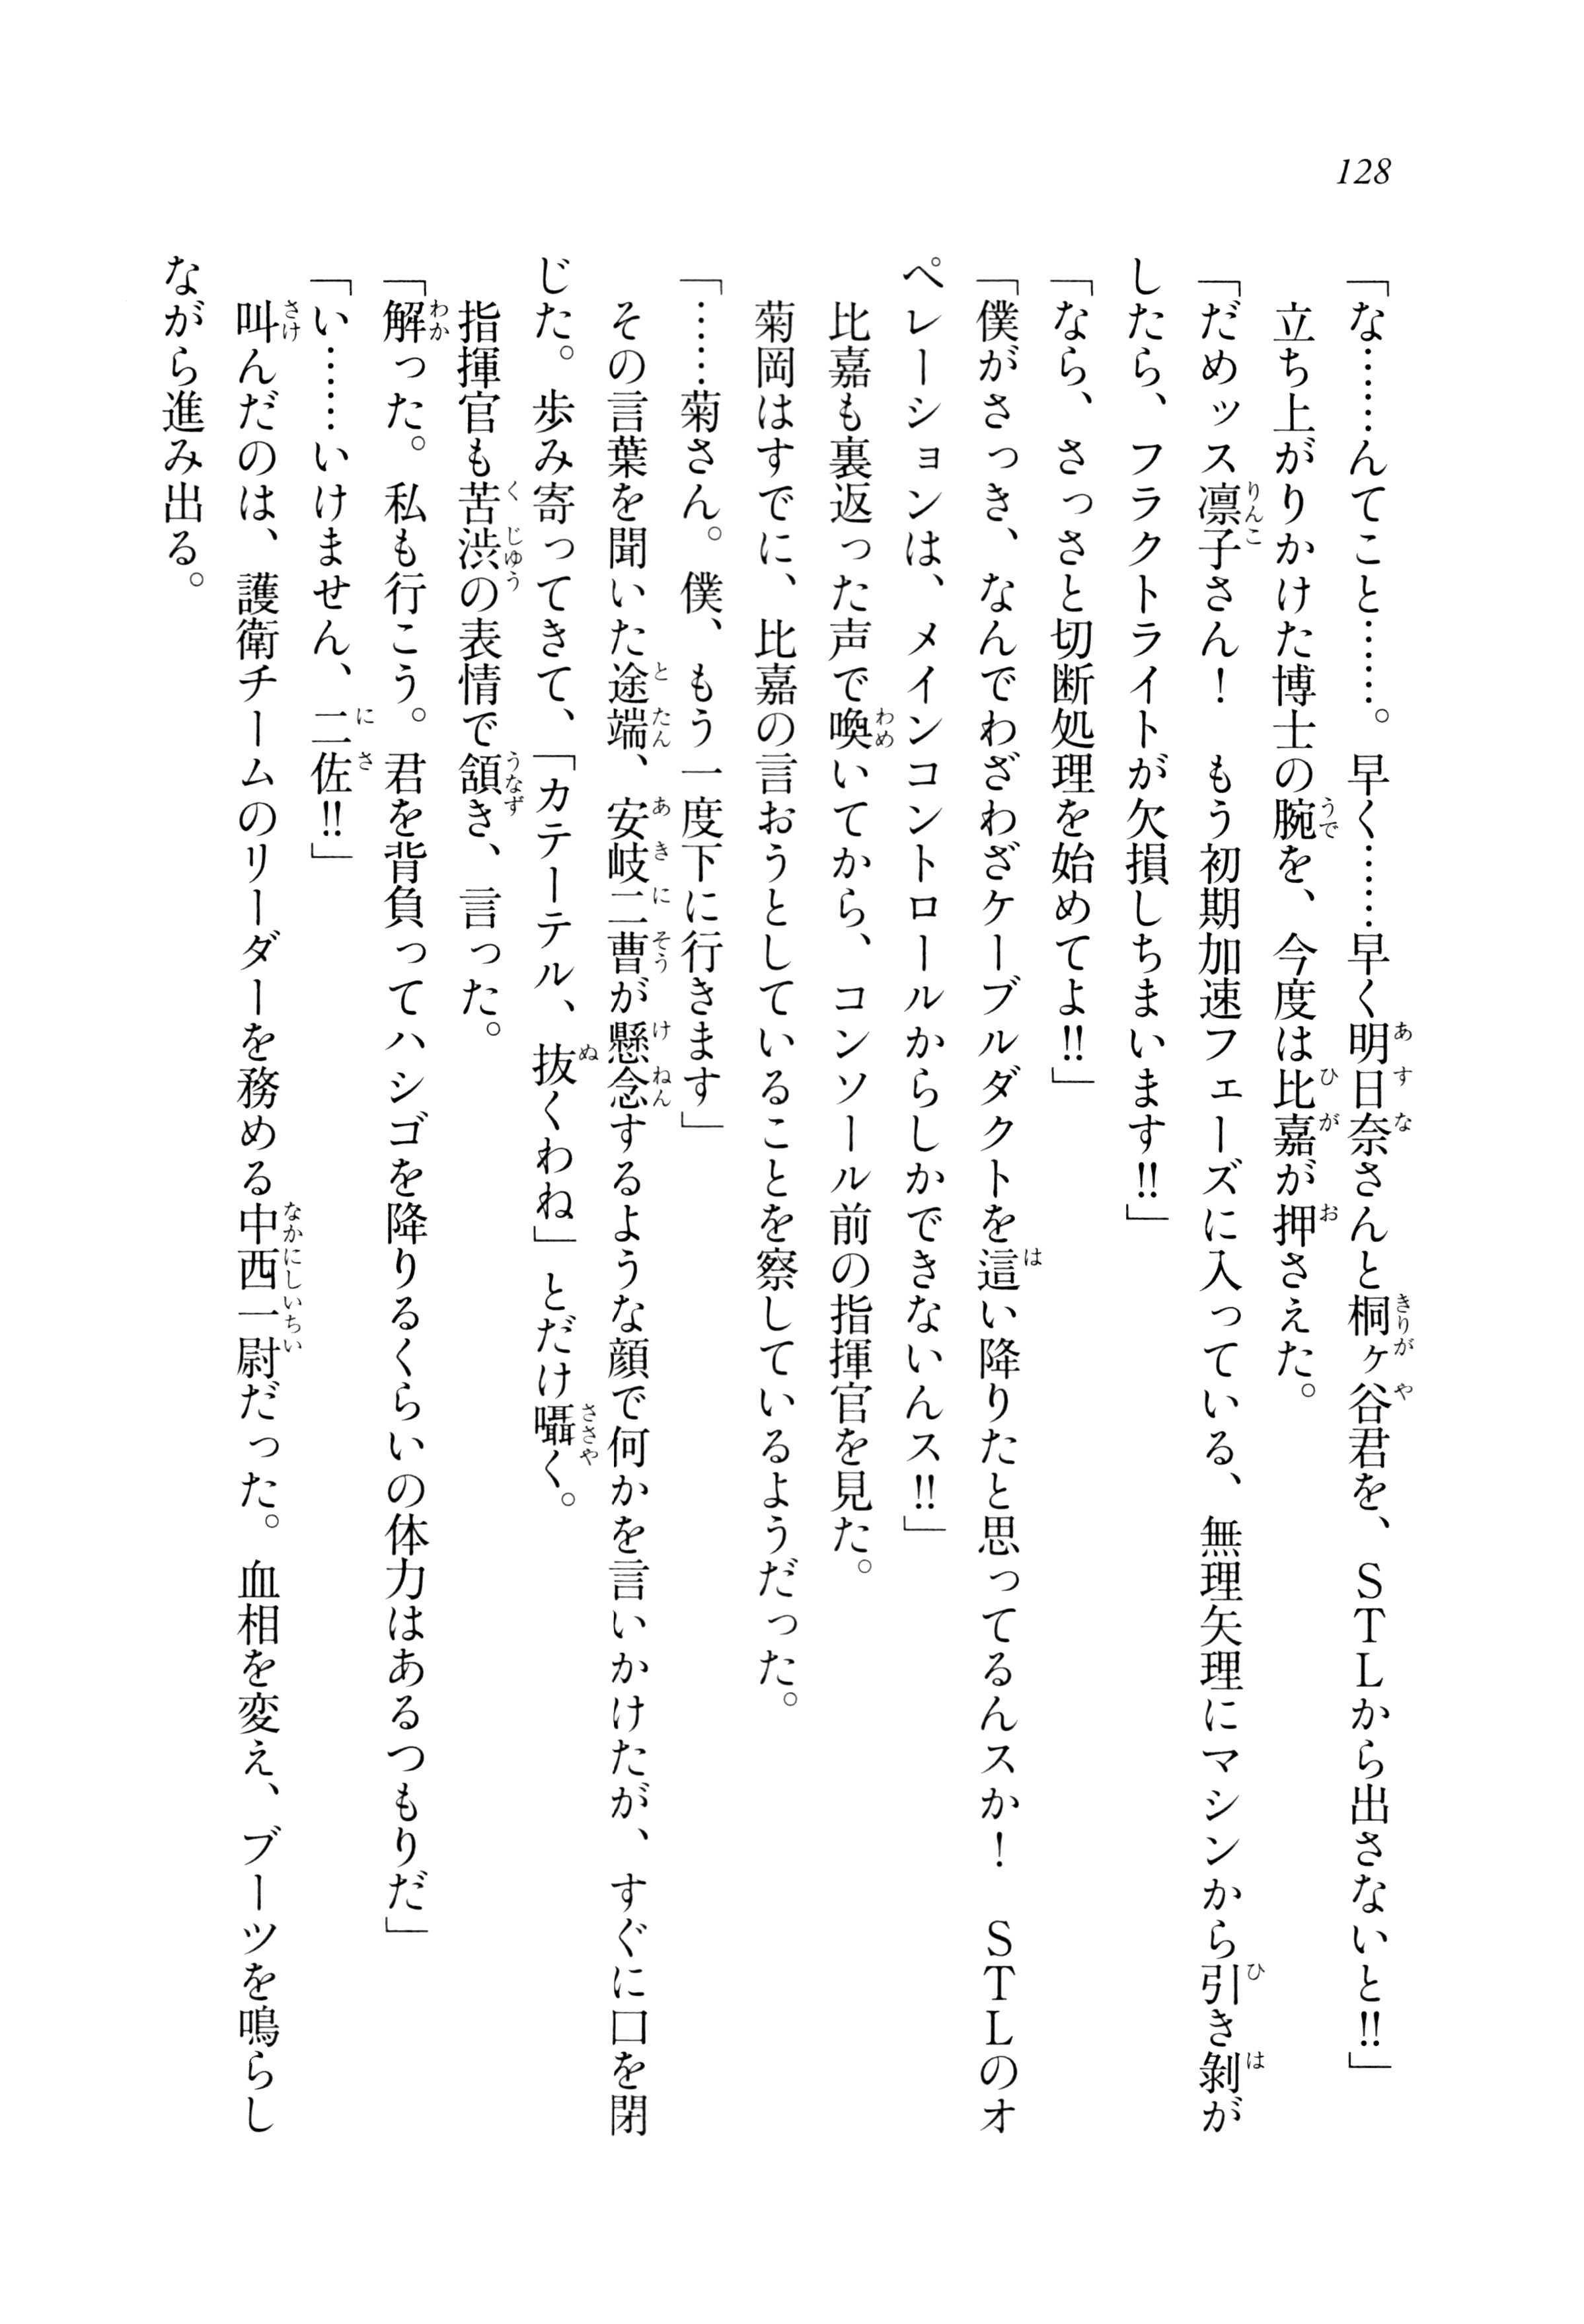 128
「な……んてこと……。早く……早く明日奈さんと桐ヶ谷君を、STLから出さないと!!」
　立ち上がりかけた博士の腕を、今度は比嘉が押さえた。
「だめッス凛子さん！　もう初期加速フェーズに入っている、無理矢理にマシンから引き剝が
したら、フラクトライトが欠損しちまいます!!」
「なら、さっさと切断処理を始めてよ!!」
「僕がさっき、なんでわざわざケーブルダクトを這い降りたと思ってるんスか！　STLのオ
ペレーションは、メインコントロールからしかできないんス!!」
　比嘉も裏返った声で喚いてから、コンソール前の指揮官を見た。
　菊岡はすでに、比嘉の言おうとしていることを察しているようだった。
「……菊さん。僕、もう一度下に行きます」
　その言葉を聞いた途端、安岐二曹が懸念するような顔で何かを言いかけたが、すぐに口を閉
じた。歩み寄ってきて、「カテーテル、抜くわね」とだけ囁く。
　指揮官も苦渋の表情で頷き、言った。
「解った。私も行こう。君を背負ってハシゴを降りるくらいの体力はあるつもりだ」
「い……いけません、二佐!!」
　叫んだのは、護衛チームのリーダーを務める中西一尉だった。血相を変え、ブーツを鳴らし
ながら進み出る。